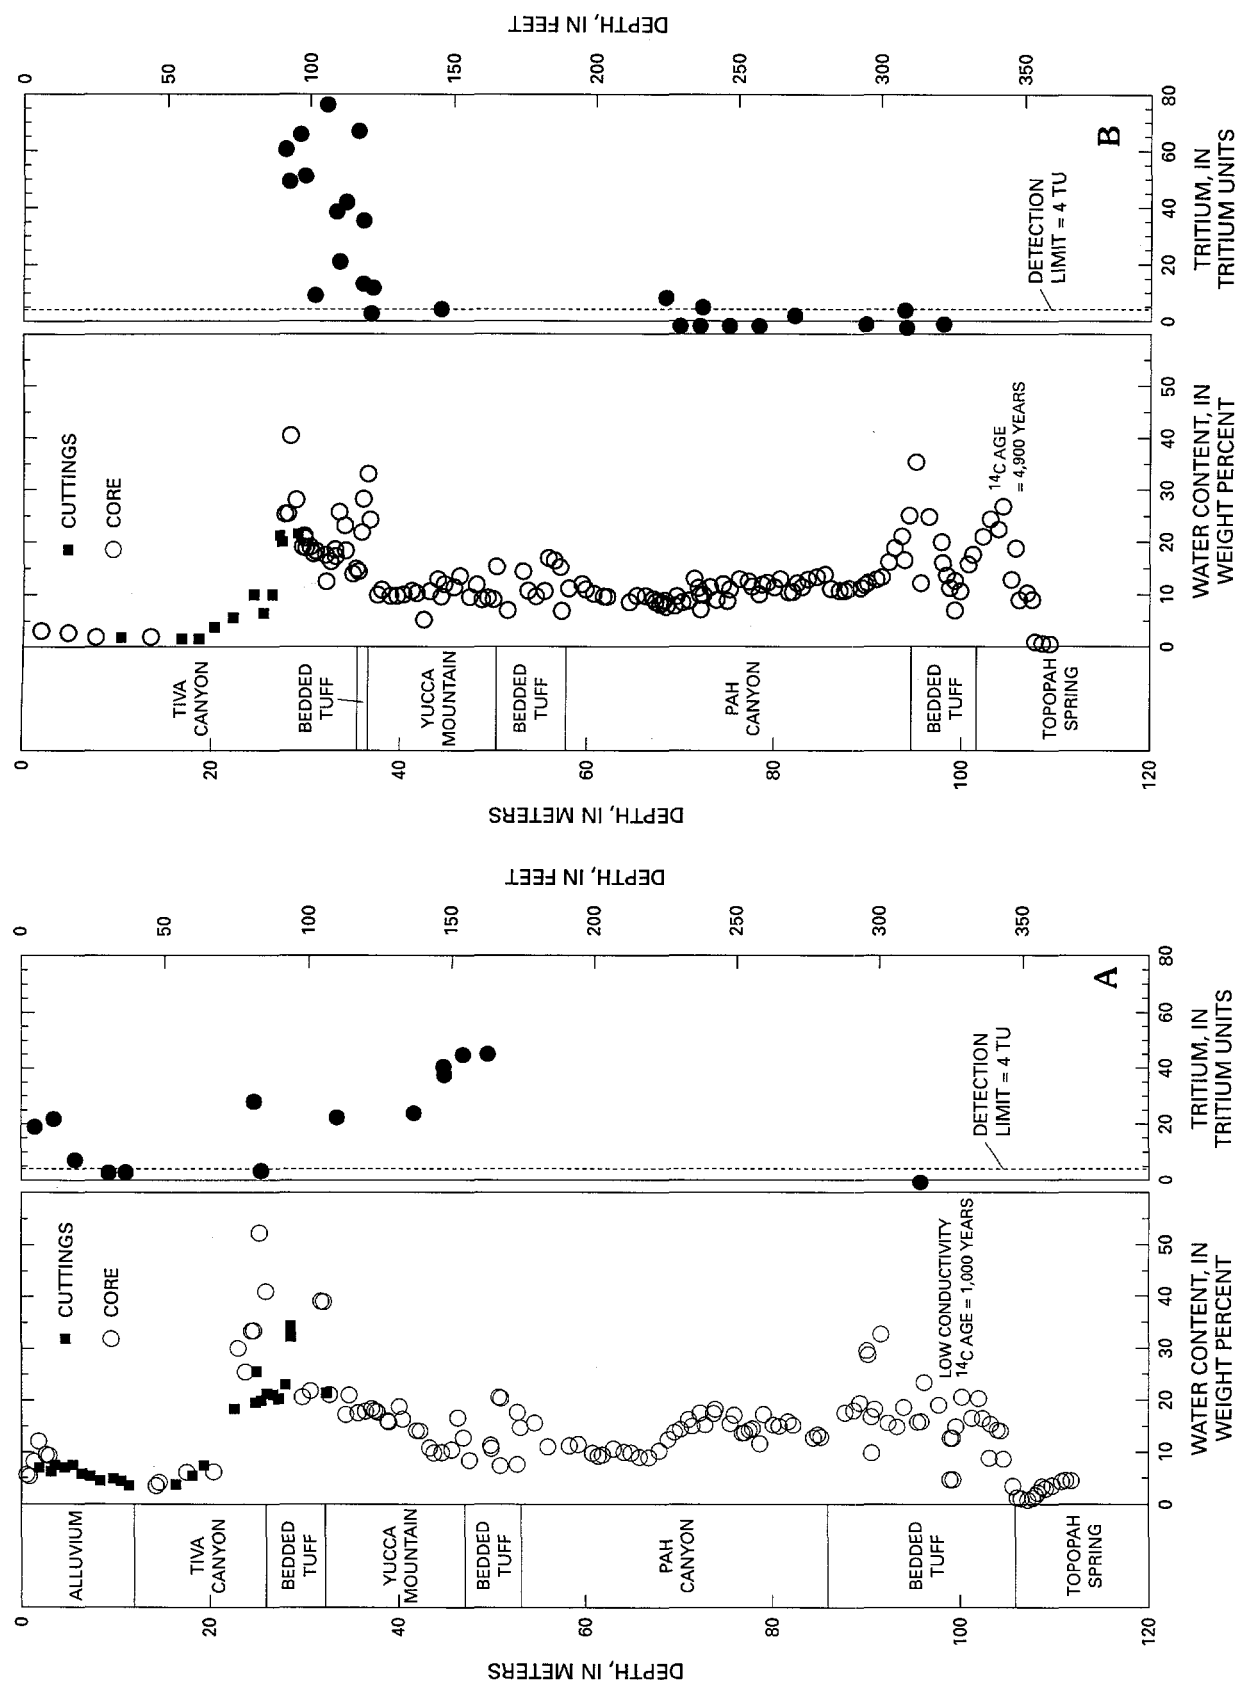 DEPTH, IN FEET
0
50
100
150
200
250
300
350
B
80
60
40
20
0
TRITIUM, IN
TRITIUM UNITS
DETECTION
LIMIT = 4 TU
CUTTINGS
CORE
14C AGE
= 4,900 YEARS
50
40
30
20
10
0
WATER CONTENT, IN
WEIGHT PERCENT
TIVA
CANYON
BEDDED
TUFF
YUCCA
MOUNTAIN
BEDDED
TUFF
PAH
CANYON
BEDDED
TUFF
TOPOPAH
SPRING
0
20
40
60
80
100
120
DEPTH, IN METERS
DEPTH, IN FEET
0
50
100
150
200
250
300
350
A
80
60
40
20
0
TRITIUM, IN
TRITIUM UNITS
DETECTION
LIMIT = 4 TU
CUTTINGS
CORE
LOW CONDUCTIVITY
14C AGE = 1,000 YEARS
50
40
30
20
10
0
WATER CONTENT, IN
WEIGHT PERCENT
ALLUVIUM
TIVA
CANYON
BEDDED
TUFF
YUCCA
MOUNTAIN
BEDDED
TUFF
PAH
CANYON
BEDDED
TUFF
TOPOPAH
SPRING
0
20
40
60
80
100
120
DEPTH, IN METERS